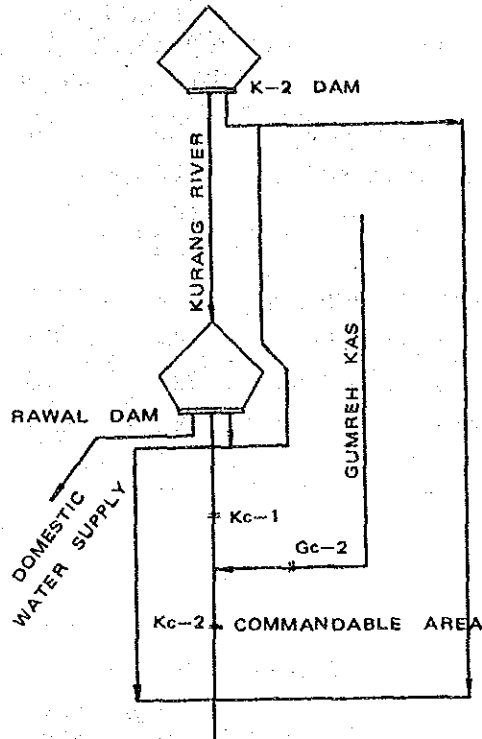 K-2 DAM
KURANG RIVER
GUMREH KAS
RAWAL DAM
DOMESTIC
WATER SUPPLY
Kc-1
Gc-2
Kc-2
COMMANDABLE AREA